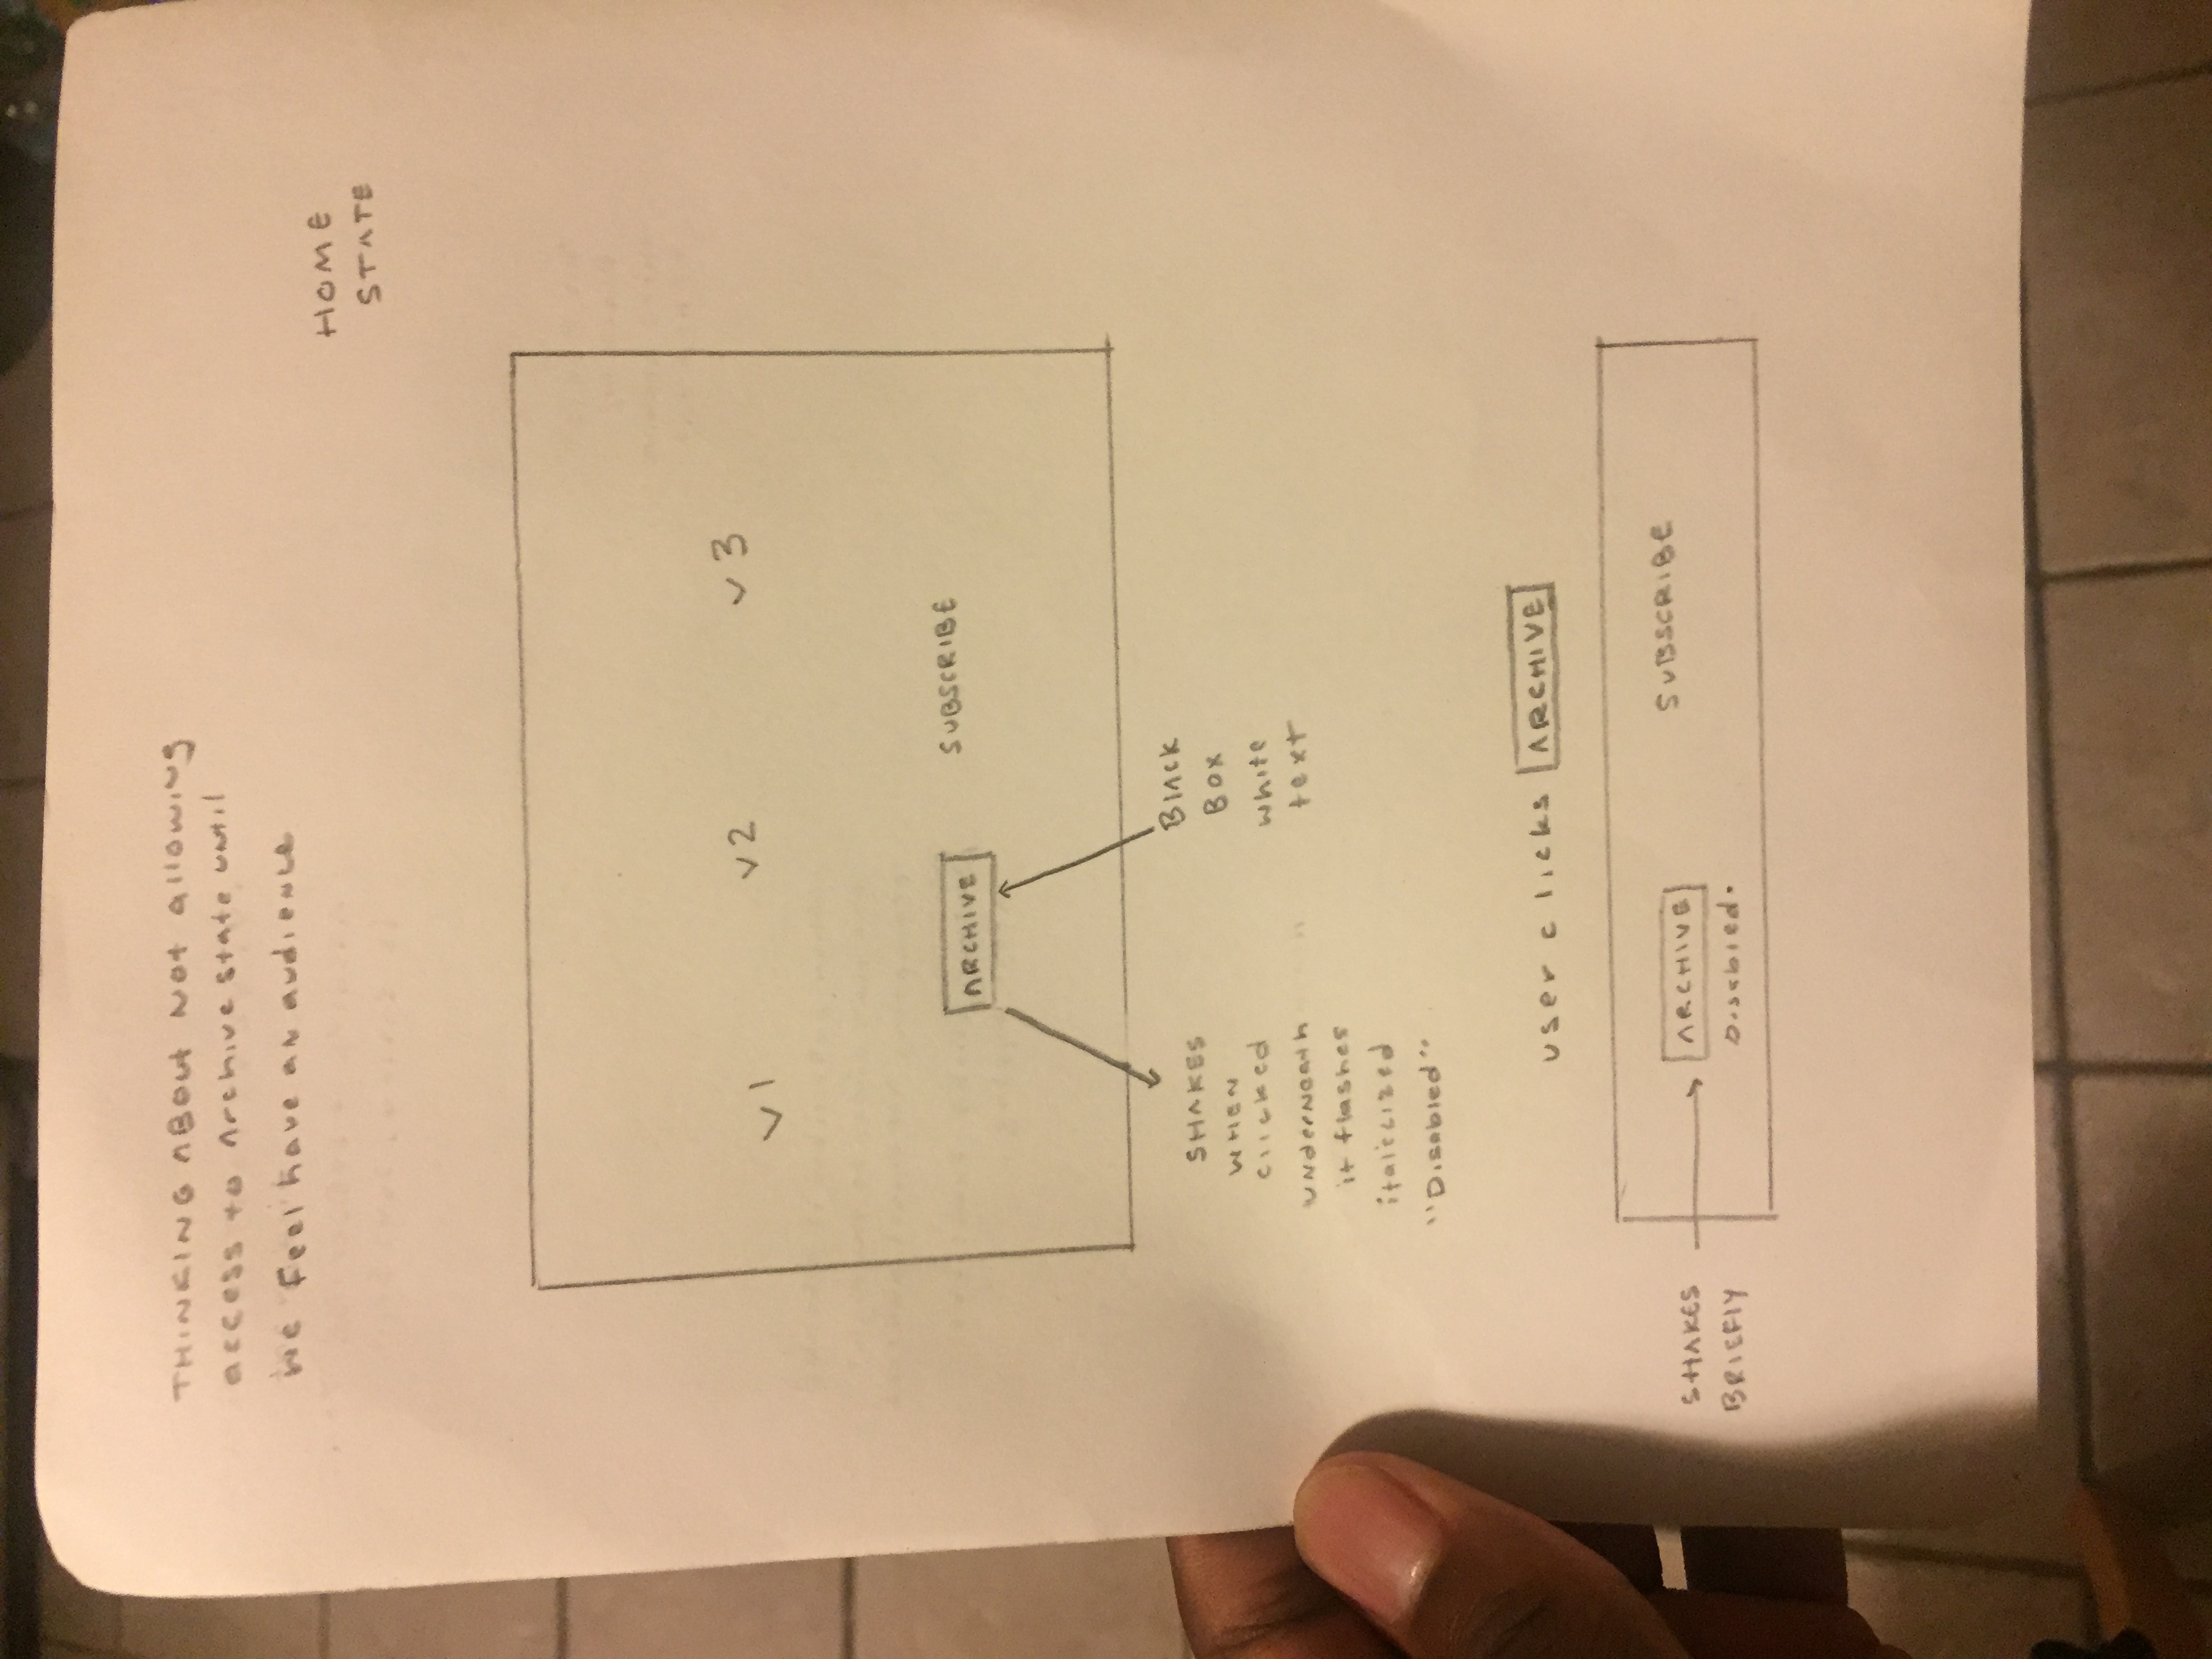 THINKING ABOUT NOT allowing
access to Archive state until
we feel have an audience
HOME
STATE
V1 V2 V3
ARCHIVE SUBSCRIBE
SHAKES
WHEN
clicked
underneath
it flashes
italicized
"Disabled"
Black
Box
white
text
user clicks ARCHIVE
SHAKES
BRIEFLY
ARCHIVE SUBSCRIBE
Disabled.